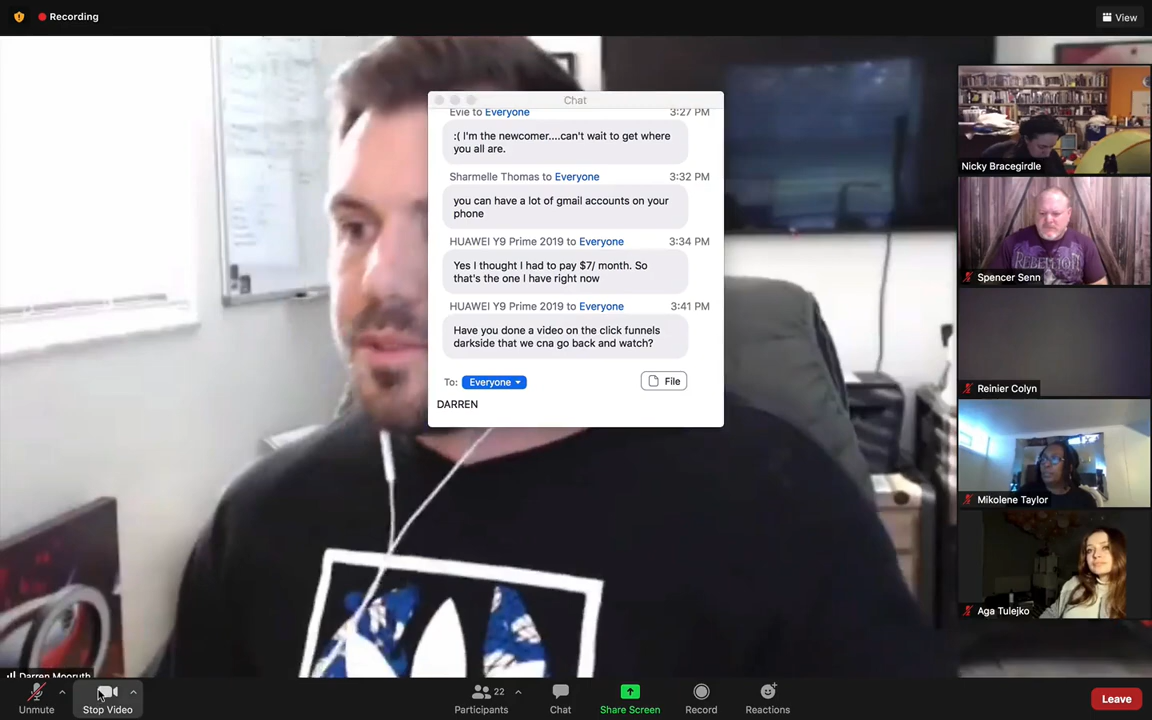 Recording
View
Chat
Evie to Everyone 3:27 PM
:( I'm the newcomer....can't wait to get where
you all are.
Sharmelle Thomas to Everyone 3:32 PM
you can have a lot of gmail accounts on your
phone
HUAWEI Y9 Prime 2019 to Everyone 3:34 PM
Yes I thought I had to pay $7/ month. So
that's the one I have right now
HUAWEI Y9 Prime 2019 to Everyone 3:41 PM
Have you done a video on the click funnels
darkside that we cna go back and watch?
To: Everyone File
DARREN
Nicky Bracegirdle
Spencer Senn
Reinier Colyn
Mikolene Taylor
Aga Tulejko
Darren Mooruth
Unmute
Stop Video
22
Participants
Chat
Share Screen
Record
Reactions
Leave